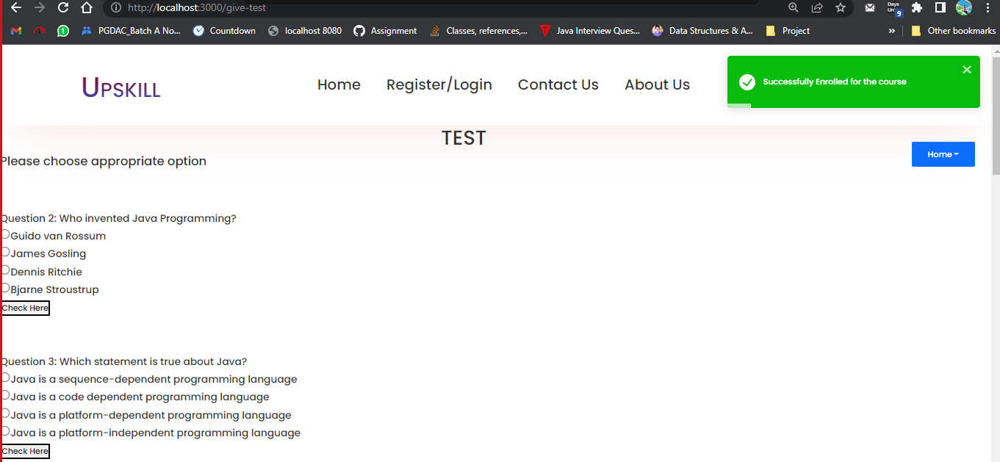 http://localhost:3000/give-test
Days
9
1
PGDAC_Batch A No...
Countdown
localhost 8080
Assignment
Classes, references,...
Java Interview Ques...
Data Structures & A...
Project
»
Other bookmarks
UPSKILL
Home
Register/Login
Contact Us
About Us
Successfully Enrolled for the course
TEST
Please choose appropriate option
Home
Question 2: Who invented Java Programming?
Guido van Rossum
James Gosling
Dennis Ritchie
Bjarne Stroustrup
Check Here
Question 3: Which statement is true about Java?
Java is a sequence-dependent programming language
Java is a code dependent programming language
Java is a platform-dependent programming language
Java is a platform-independent programming language
Check Here